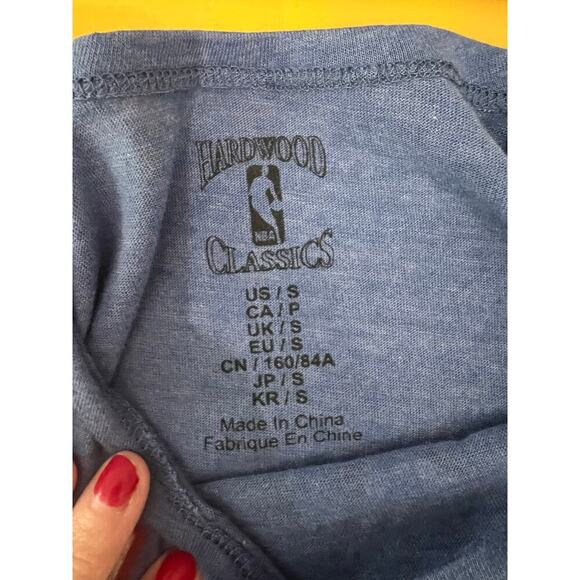 HARDWOOD
NBA
CLASSICS
US / S
CA / P
UK / S
EU / S
CN / 160/84A
JP / S
KR / S
Made In China
Fabrique En Chine